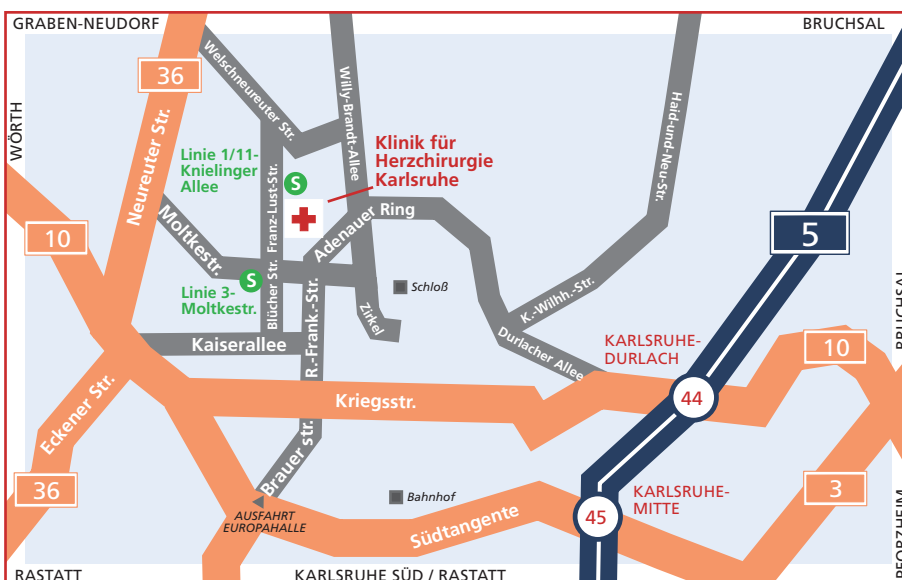 GRABEN-NEUDORF
BRUCHSAL
36
Welschneureuter Str.
Willy-Brandt-Allee
Haid-und-Neu-Str.
WÖRTH
Neureuter Str.
Linie 1/11-
Knielinger
Allee
S
Franz-Lust-Str.
Klinik für
Herzchirurgie
Karlsruhe
Adenauer Ring
10
Moltkestr.
5
S
Linie 3-
Moltkestr.
Blücher Str.
R.-Frank.-Str.
Zirkel
Schloß
K.-Wilhh.-Str.
Durlacher Allee
BRUCHSAL
Kaiserallee
KARLSRUHE-
DURLACH
10
44
Kriegsstr.
Eckener Str.
36
Brauer str.
AUSFAHRT
EUROPAHALLE
Bahnhof
Südtangente
45
KARLSRUHE-
MITTE
3
PFORZHEIM
RASTATT
KARLSRUHE SÜD / RASTATT